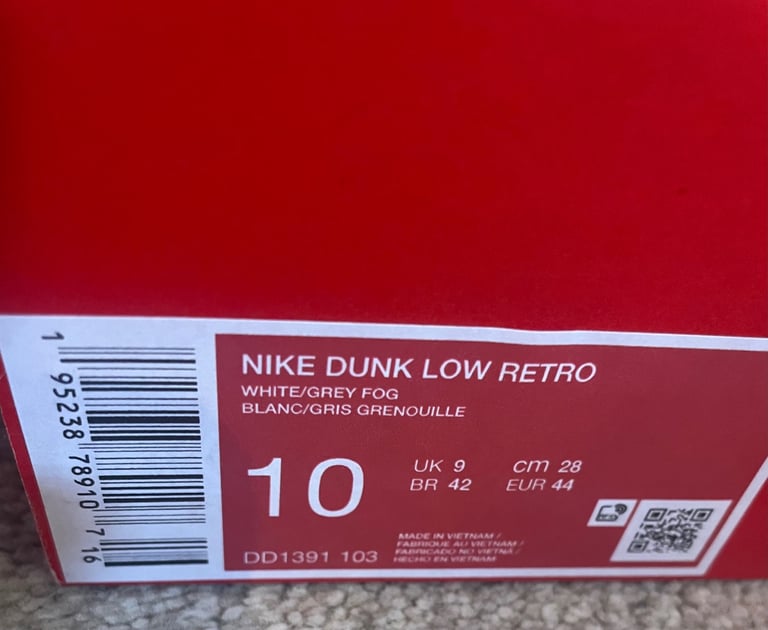 NIKE DUNK LOW RETRO
WHITE/GREY FOG
BLANC/GRIS GRENOUILLE
10
UK 9 cm 28
BR 42 EUR 44
DD1391 103
MADE IN VIETNAM /
FABRIQUE AU VIETNAM /
FABRICADO NO VIETNÃ /
HECHO EN VIETNAM
1 95238 78910 7 16